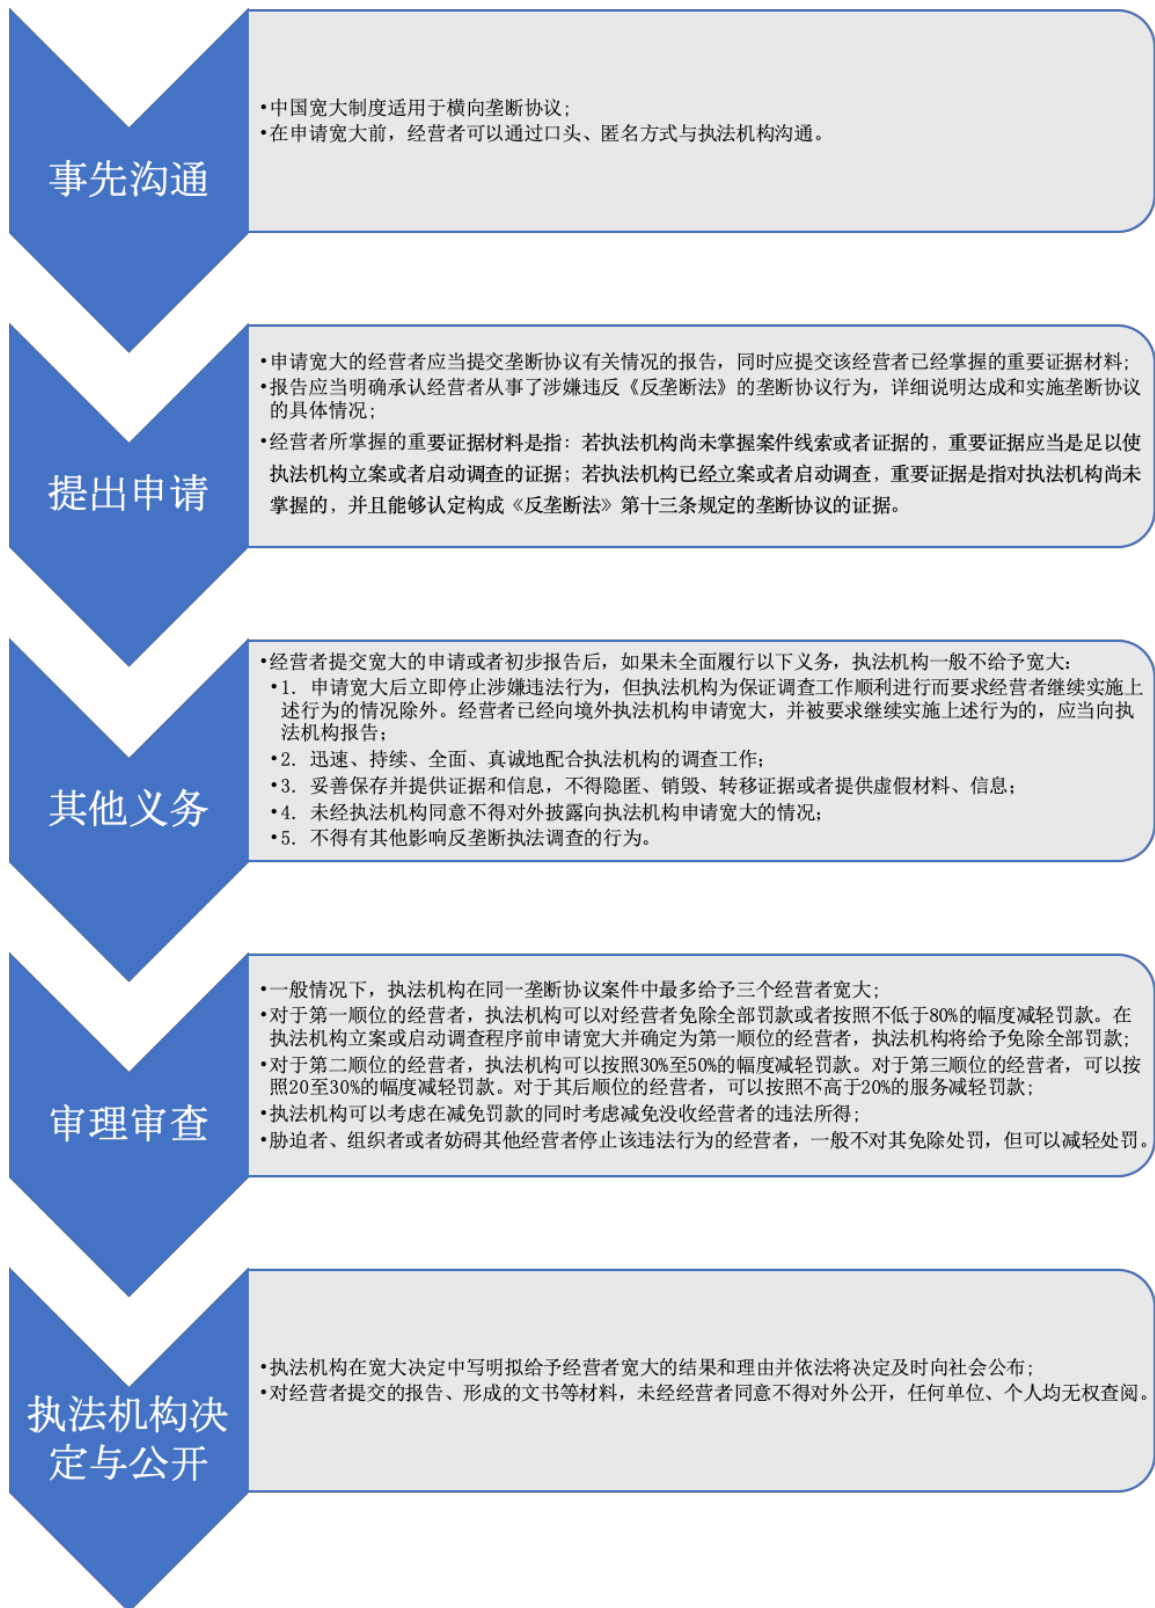 事先沟通
•中国宽大制度适用于横向垄断协议;
•在申请宽大前，经营者可以通过口头、匿名方式与执法机构沟通。
提出申请
•申请宽大的经营者应当提交垄断协议有关情况的报告，同时应提交该经营者已经掌握的重要证据材料;
•报告应当明确承认经营者从事了涉嫌违反《反垄断法》的垄断协议行为，详细说明达成和实施垄断协议
的具体情况;
•经营者所掌握的重要证据材料是指：若执法机构尚未掌握案件线索或者证据的，重要证据应当是足以使
执法机构立案或者启动调查的证据；若执法机构已经立案或者启动调查，重要证据是指对执法机构尚未
掌握的，并且能够认定构成《反垄断法》第十三条规定的垄断协议的证据。
其他义务
•经营者提交宽大的申请或者初步报告后，如果未全面履行以下义务，执法机构一般不给予宽大:
•1. 申请宽大后立即停止涉嫌违法行为，但执法机构为保证调查工作顺利进行而要求经营者继续实施上
述行为的情况除外。经营者已经向境外执法机构申请宽大，并被要求继续实施上述行为的，应当向执
法机构报告;
•2. 迅速、持续、全面、真诚地配合执法机构的调查工作;
•3. 妥善保存并提供证据和信息，不得隐匿、销毁、转移证据或者提供虚假材料、信息;
•4. 未经执法机构同意不得对外披露向执法机构申请宽大的情况;
•5. 不得有其他影响反垄断执法调查的行为。
审理审查
•一般情况下，执法机构在同一垄断协议案件中最多给予三个经营者宽大;
•对于第一顺位的经营者，执法机构可以对经营者免除全部罚款或者按照不低于80%的幅度减轻罚款。在
执法机构立案或启动调查程序前申请宽大并确定为第一顺位的经营者，执法机构将给予免除全部罚款;
•对于第二顺位的经营者，执法机构可以按照30%至50%的幅度减轻罚款。对于第三顺位的经营者，可以按
照20至30%的幅度减轻罚款。对于其后顺位的经营者，可以按照不高于20%的服务减轻罚款;
•执法机构可以考虑在减免罚款的同时考虑减免没收经营者的违法所得;
•胁迫者、组织者或者妨碍其他经营者停止该违法行为的经营者，一般不对其免除处罚，但可以减轻处罚。
执法机构决
定与公开
•执法机构在宽大决定中写明拟给予经营者宽大的结果和理由并依法将决定及时向社会公布;
•对经营者提交的报告、形成的文书等材料，未经经营者同意不得对外公开，任何单位、个人均无权查阅。